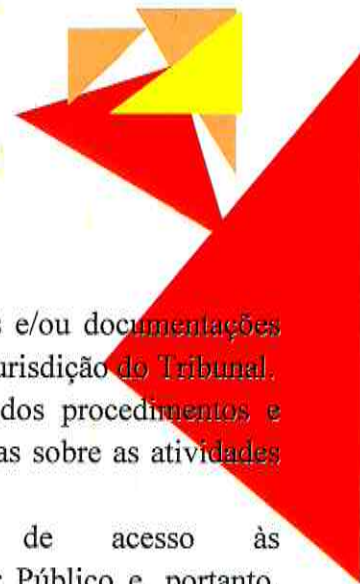 s e/ou documentações
urisdição do Tribunal.
dos procedimentos e
as sobre as atividades
de acesso às
r Público e, portanto,